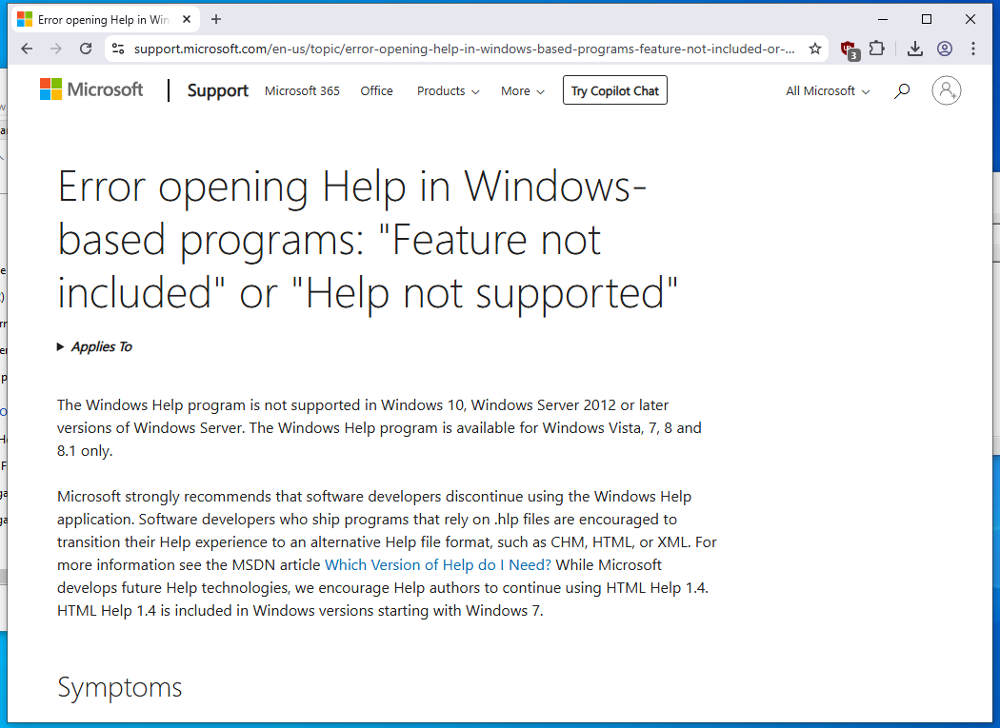 Error opening Help in Win
support.microsoft.com/en-us/topic/error-opening-help-in-windows-based-programs-feature-not-included-or-...
3
Microsoft
Support
Microsoft 365
Office
Products
More
Try Copilot Chat
All Microsoft
Error opening Help in Windows-
based programs: "Feature not
included" or "Help not supported"
Applies To
The Windows Help program is not supported in Windows 10, Windows Server 2012 or later
versions of Windows Server. The Windows Help program is available for Windows Vista, 7, 8 and
8.1 only.
Microsoft strongly recommends that software developers discontinue using the Windows Help
application. Software developers who ship programs that rely on .hlp files are encouraged to
transition their Help experience to an alternative Help file format, such as CHM, HTML, or XML. For
more information see the MSDN article Which Version of Help do I Need? While Microsoft
develops future Help technologies, we encourage Help authors to continue using HTML Help 1.4.
HTML Help 1.4 is included in Windows versions starting with Windows 7.
Symptoms